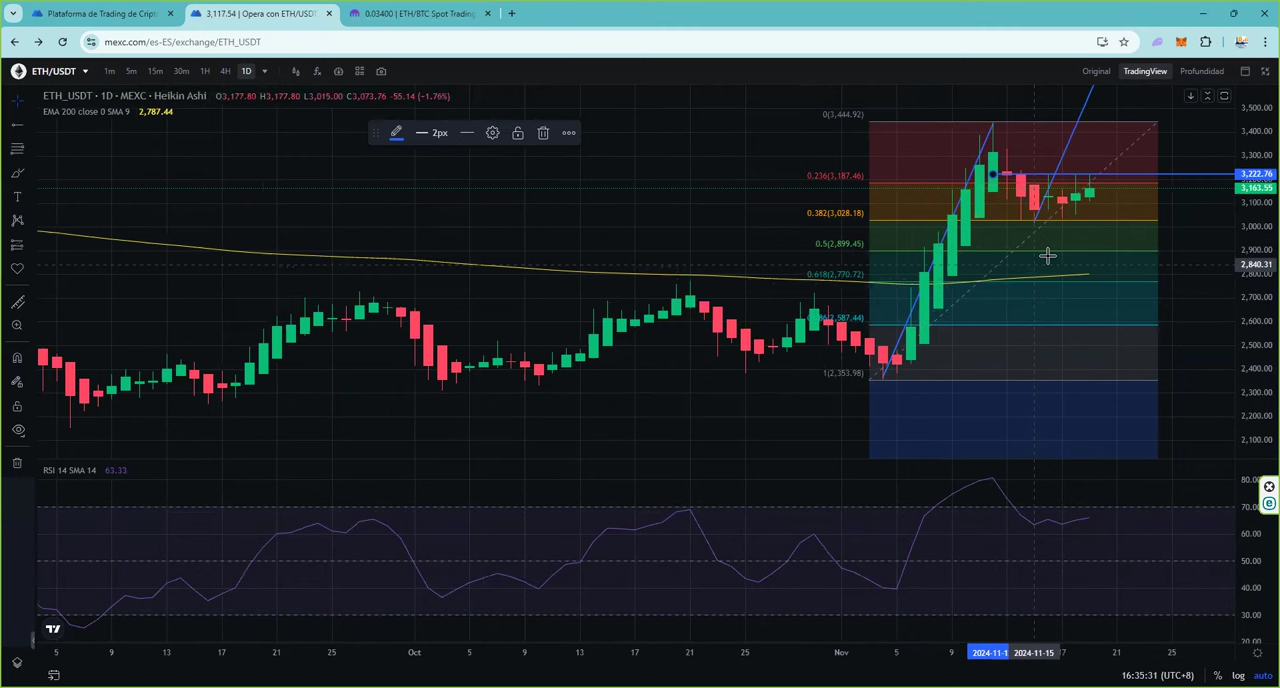 Plataforma de Trading de Cript
3,117.54 | Opera con ETH/USDT
0.03400 | ETH/BTC Spot Trading
mexc.com/es-ES/exchange/ETH_USDT
ETH/USDT 1m 5m 15m 30m 1H 4H 1D Original TradingView Profundidad
ETH_USDT · 1D · MEXC · Heikin Ashi O3,177.80 H3,177.80 L3,015.00 C3,073.76 -55.14 (-1.76%)
EMA 200 close 0 SMA 9 2,787.44
2px
0(3,444.92)
0.236(3,187.46)
0.382(3,028.18)
0.5(2,899.45)
0.618(2,770.72)
1(2,353.98)
3,500.00
3,400.00
3,300.00
3,222.76
3,163.55
3,100.00
3,000.00
2,900.00
2,840.31
2,700.00
2,600.00
2,500.00
2,400.00
2,300.00
2,200.00
2,100.00
RSI 14 SMA 14 63.33
80.00
70.00
60.00
50.00
40.00
30.00
20.00
5 9 13 17 21 25 Oct 5 9 13 17 21 25 Nov 5 9 2024-11-1 2024-11-15 21 25
16:35:31 (UTC+8) % log auto